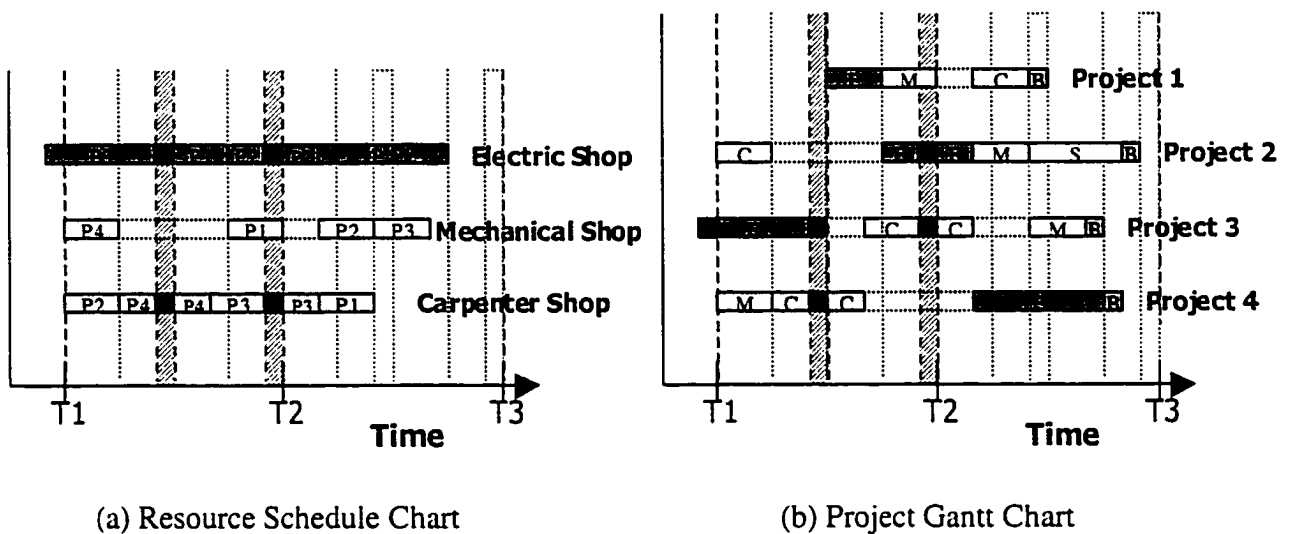 Electric Shop
P4 P1 P2 P3 Mechanical Shop
P2 P4 P4 P3 P3 P1 Carpenter Shop
T1 T2 T3
Time
(a) Resource Schedule Chart
M C B Project 1
C M S B Project 2
C C M B Project 3
M C C B Project 4
T1 T2 T3
Time
(b) Project Gantt Chart